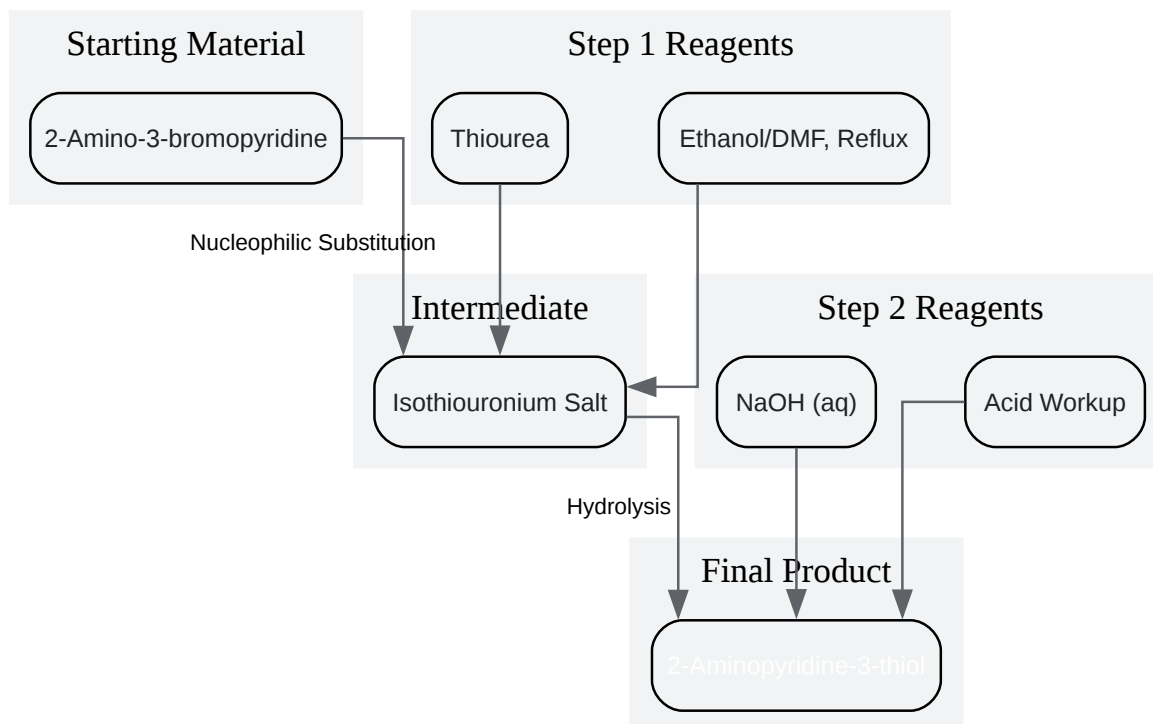 Starting Material
Step 1 Reagents
2-Amino-3-bromopyridine
Thiourea
Ethanol/DMF, Reflux
Nucleophilic Substitution
Intermediate
Step 2 Reagents
Isothiouronium Salt
NaOH (aq)
Acid Workup
Hydrolysis
Final Product
2-Aminopyridine-3-thiol